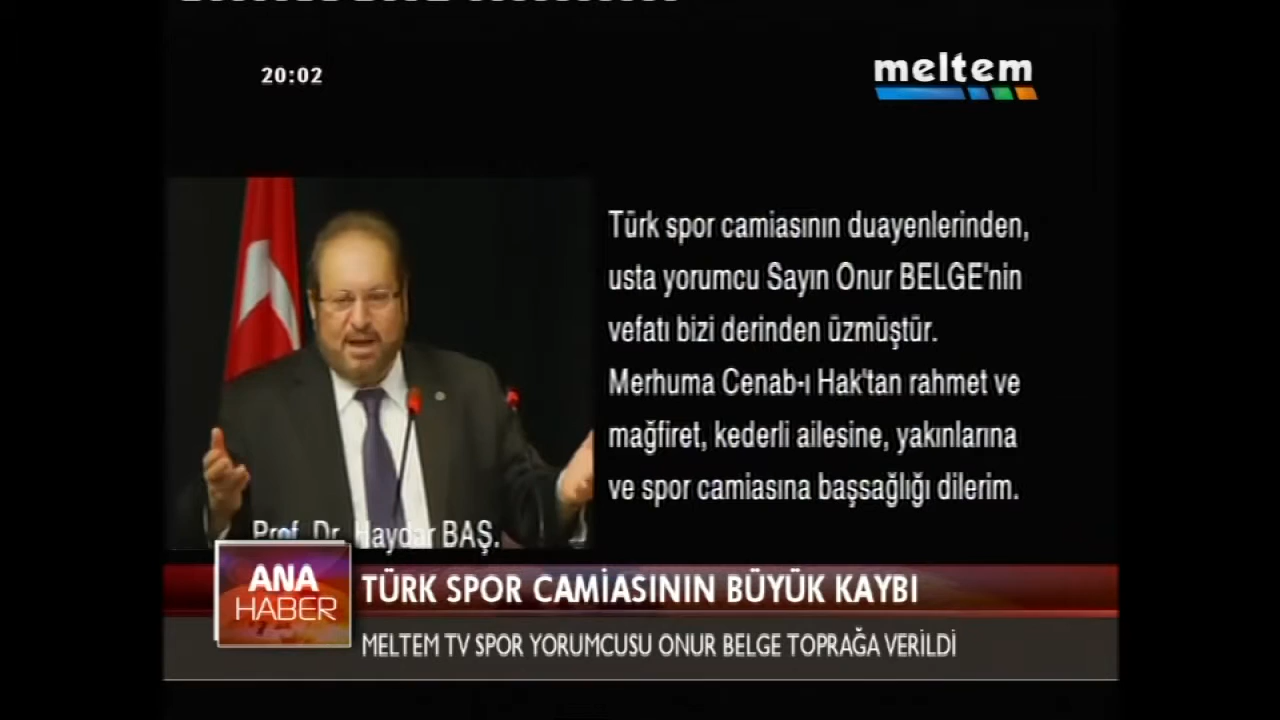 20:02
meltem
Türk spor camiasının duayenlerinden,
usta yorumcu Sayın Onur BELGE'nin
vefatı bizi derinden üzmüştür.
Merhuma Cenab-ı Hak'tan rahmet ve
mağfiret, kederli ailesine, yakınlarına
ve spor camiasına başsağlığı dilerim.
Prof. Dr. Haydar BAŞ.
ANA
HABER
TÜRK SPOR CAMİASININ BÜYÜK KAYBI
MELTEM TV SPOR YORUMCUSU ONUR BELGE TOPRAĞA VERİLDİ